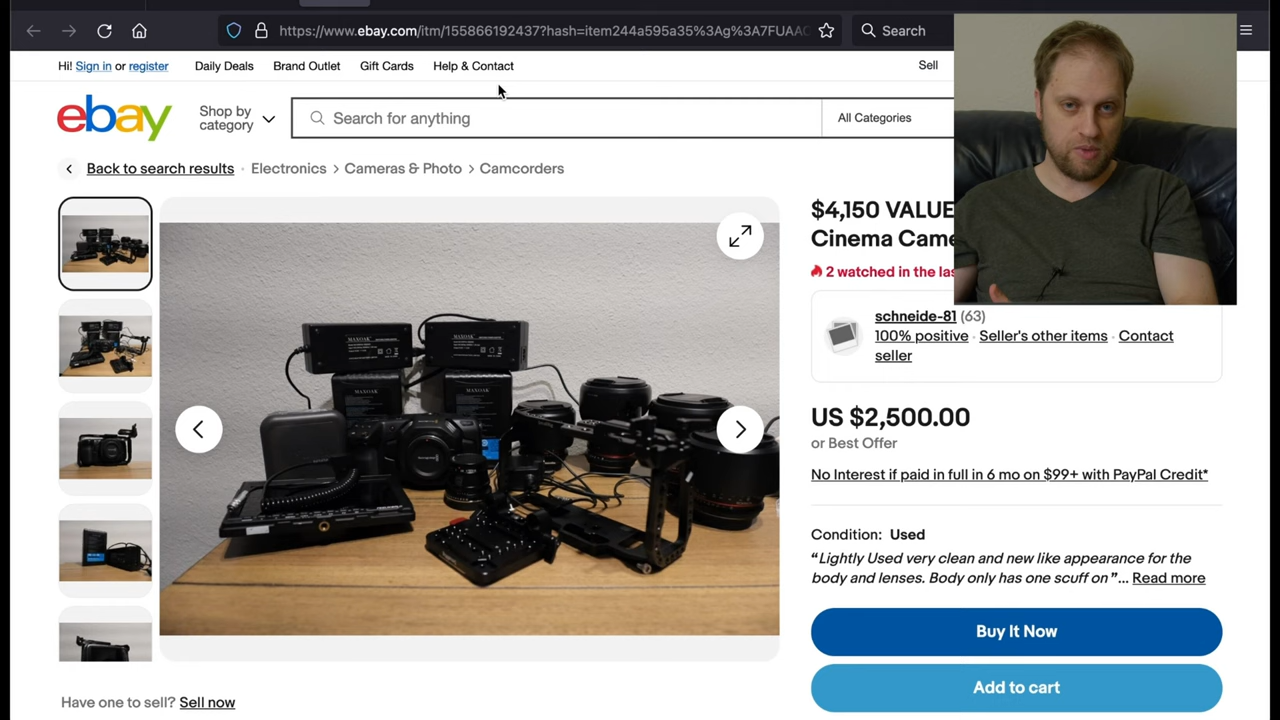 https://www.ebay.com/itm/155866192437?hash=item244a595a35%3Ag%3A7FUAA
Search
Hi! Sign in or register
Daily Deals
Brand Outlet
Gift Cards
Help & Contact
Sell
ebay
Shop by category
Search for anything
All Categories
Back to search results · Electronics > Cameras & Photo > Camcorders
$4,150 VALUE
Cinema
2 watched in the
schneide-81 (63)
100% positive · Seller's other items · Contact
seller
US $2,500.00
or Best Offer
No Interest if paid in full in 6 mo on $99+ with PayPal Credit*
Condition: Used
“Lightly Used very clean and new like appearance for the
body and lenses. Body only has one scuff on”... Read more
Buy It Now
Add to cart
MAXOAK
MAXOAK
MAXOAK
MAXOAK
Have one to sell? Sell now